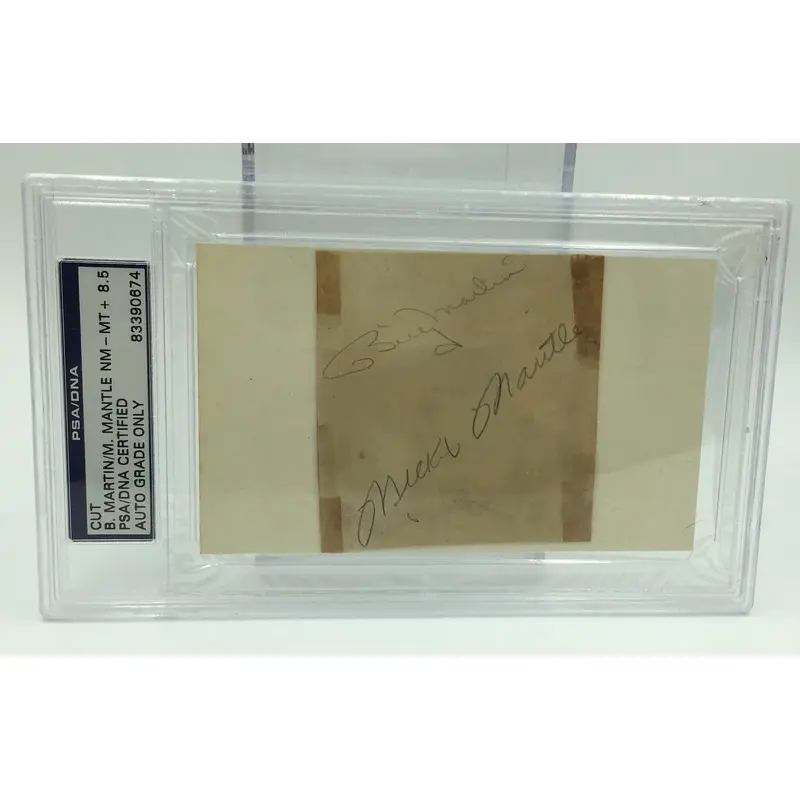 PSA/DNA
CUT
B. MARTIN/M. MANTLE NM-MT + 8.5
PSA/DNA CERTIFIED
AUTO GRADE ONLY
83390674
Billy Martin
Mickey Mantle